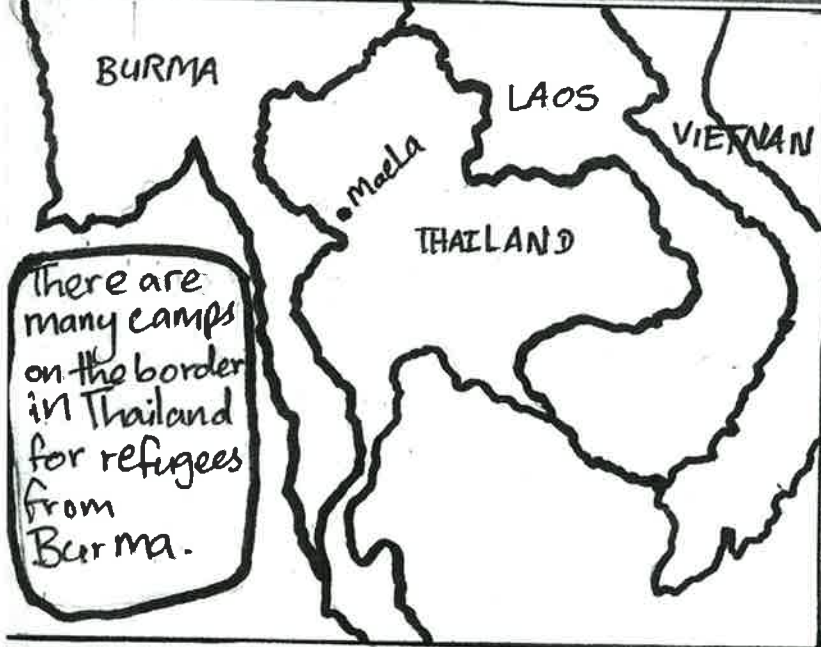 BURMA
LAOS
VIETNAN
Maela
THAILAND
There are
many camps
on the border
in Thailand
for refugees
from
Burma.